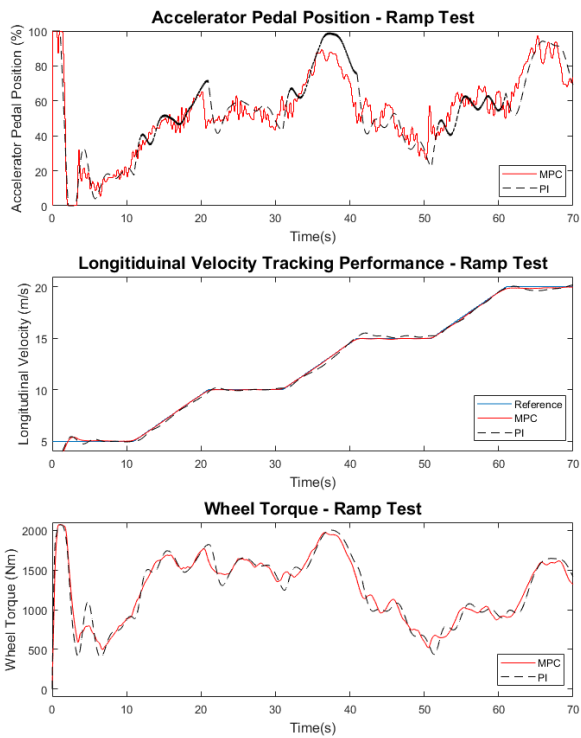 Accelerator Pedal Position - Ramp Test
Accelerator Pedal Position (%)
100
80
60
40
20
0
MPC
PI
0 10 20 30 40 50 60 70
Time(s)
Longitiduinal Velocity Tracking Performance - Ramp Test
Longitudinal Velocity (m/s)
20
15
10
5
Reference
MPC
PI
0 10 20 30 40 50 60 70
Time(s)
Wheel Torque - Ramp Test
Wheel Torque (Nm)
2000
1500
1000
500
0
MPC
PI
0 10 20 30 40 50 60 70
Time(s)